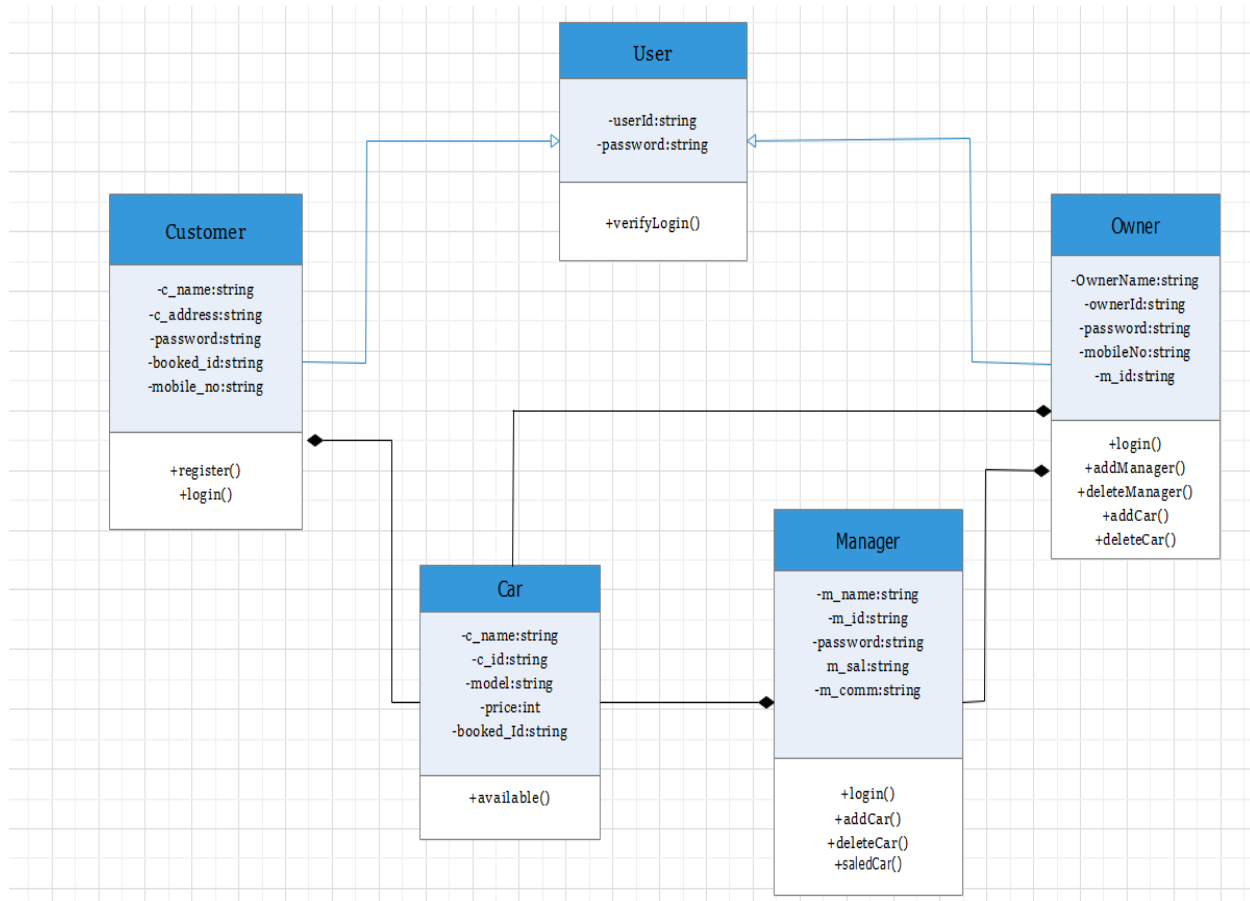 User
-userId:string
-password:string
+verifyLogin()
Customer
-c_name:string
-c_address:string
-password:string
-booked_id:string
-mobile_no:string
+register()
+login()
Owner
-OwnerName:string
-ownerId:string
-password:string
-mobileNo:string
-m_id:string
+login()
+addManager()
+deleteManager()
+addCar()
+deleteCar()
Car
-c_name:string
-c_id:string
-model:string
-price:int
-booked_Id:string
+available()
Manager
-m_name:string
-m_id:string
-password:string
m_sal:string
-m_comm:string
+login()
+addCar()
+deleteCar()
+saledCar()